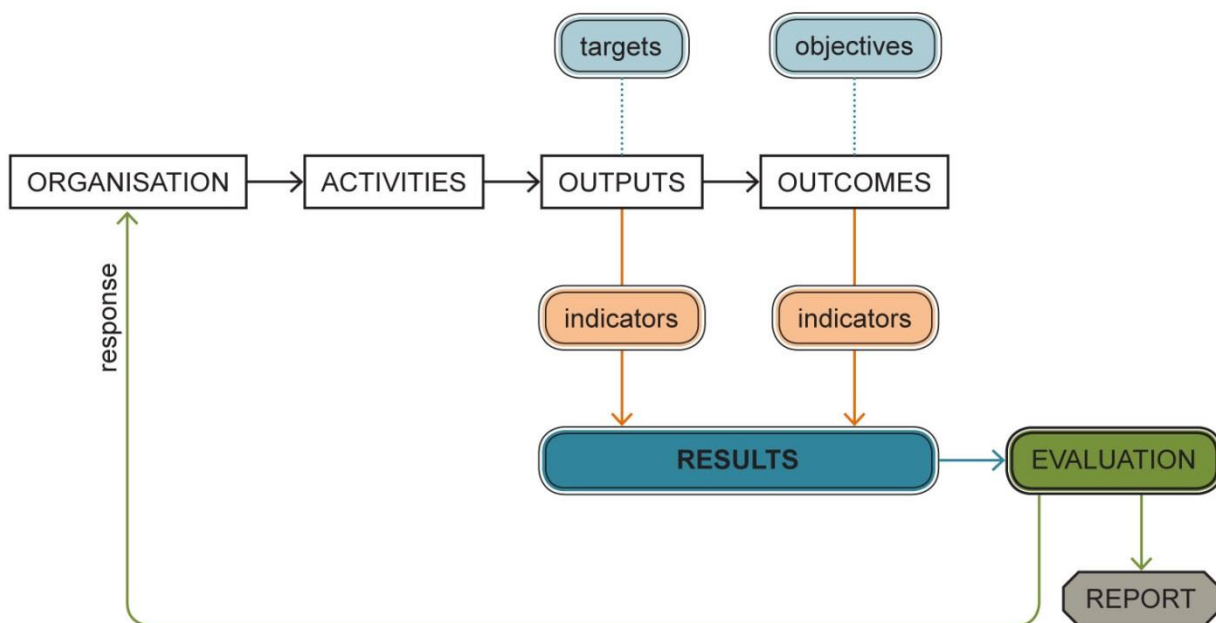 targets
objectives
ORGANISATION
ACTIVITIES
OUTPUTS
OUTCOMES
response
indicators
indicators
RESULTS
EVALUATION
REPORT